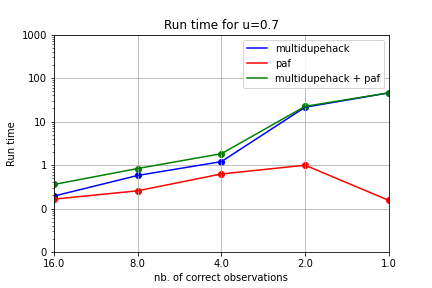 Run time for u=0.7
1000
100
10
1
0
0
Run time
multidupehack
paf
multidupehack + paf
16.0 8.0 4.0 2.0 1.0
nb. of correct observations